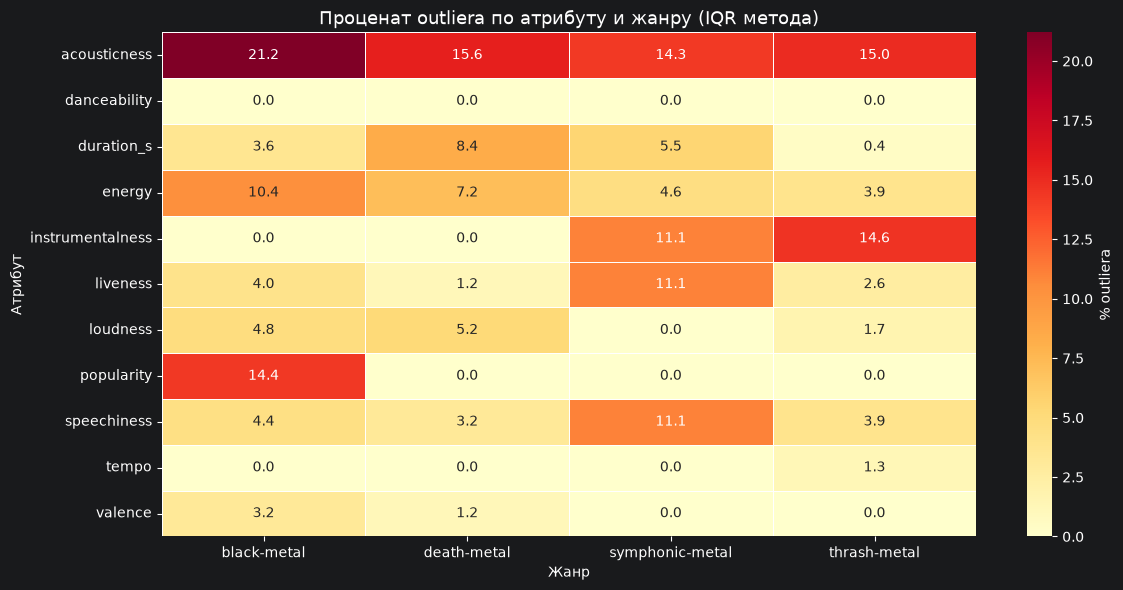 Проценат outlierа по атрибуту и жанру (IQR метода)
acousticness 21.2 15.6 14.3 15.0
danceability 0.0 0.0 0.0 0.0
duration_s 3.6 8.4 5.5 0.4
energy 10.4 7.2 4.6 3.9
instrumentalness 0.0 0.0 11.1 14.6
liveness 4.0 1.2 11.1 2.6
loudness 4.8 5.2 0.0 1.7
popularity 14.4 0.0 0.0 0.0
speechiness 4.4 3.2 11.1 3.9
tempo 0.0 0.0 0.0 1.3
valence 3.2 1.2 0.0 0.0
black-metal death-metal symphonic-metal thrash-metal
Жанр
Атрибут
20.0
17.5
15.0
12.5
10.0
7.5
5.0
2.5
0.0
% outlierа